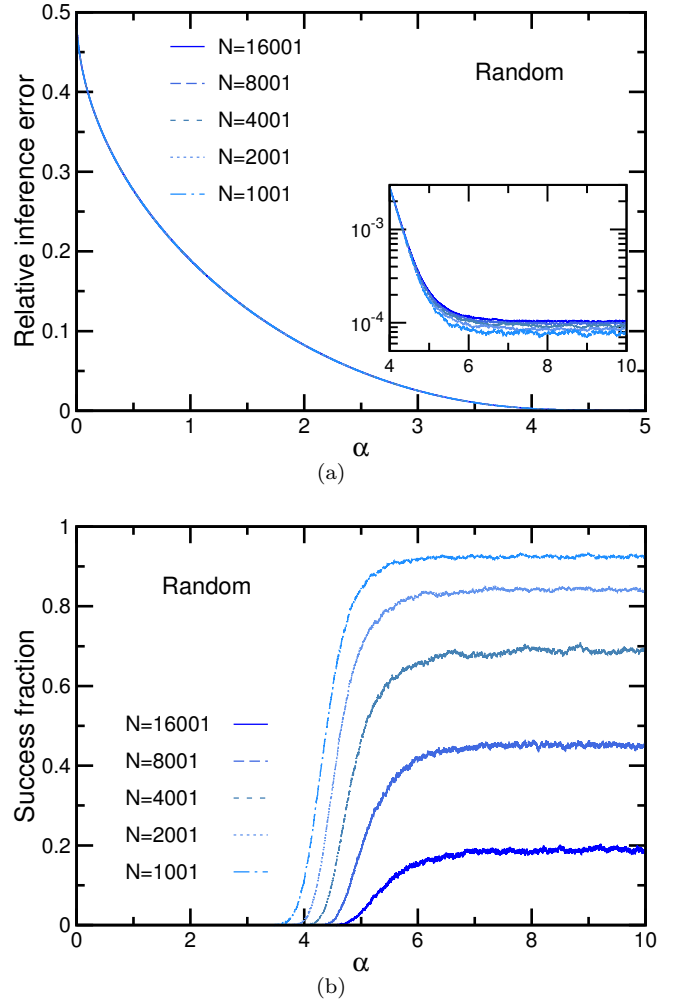 0.5
0.4
0.3
0.2
0.1
0
Relative inference error
N=16001
N=8001
N=4001
N=2001
N=1001
Random
10⁻³
10⁻⁴
4 6 8 10
0 1 2 3 4 5
α
(a)
1
0.8
0.6
0.4
0.2
0
Success fraction
Random
N=16001
N=8001
N=4001
N=2001
N=1001
0 2 4 6 8 10
α
(b)